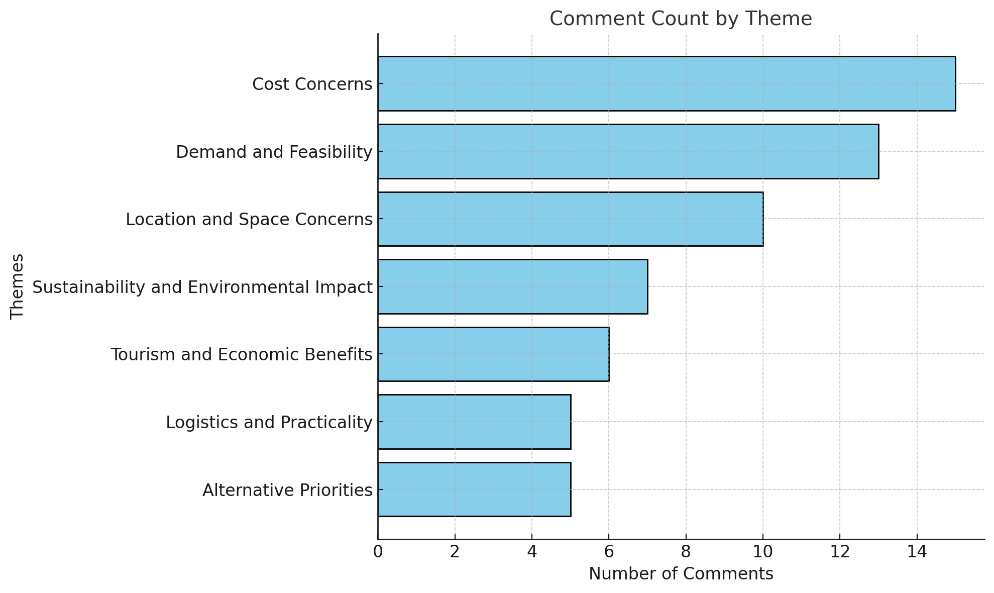 Comment Count by Theme
Cost Concerns
Demand and Feasibility
Location and Space Concerns
Sustainability and Environmental Impact
Tourism and Economic Benefits
Logistics and Practicality
Alternative Priorities
Themes
0 2 4 6 8 10 12 14
Number of Comments